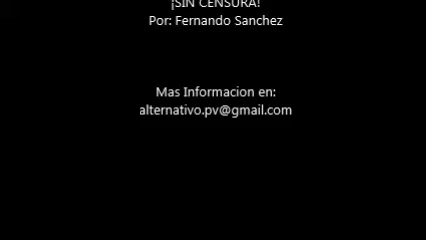 ¡SIN CENSURA!
Por: Fernando Sanchez
Mas Informacion en:
alternativo.pv@gmail.com